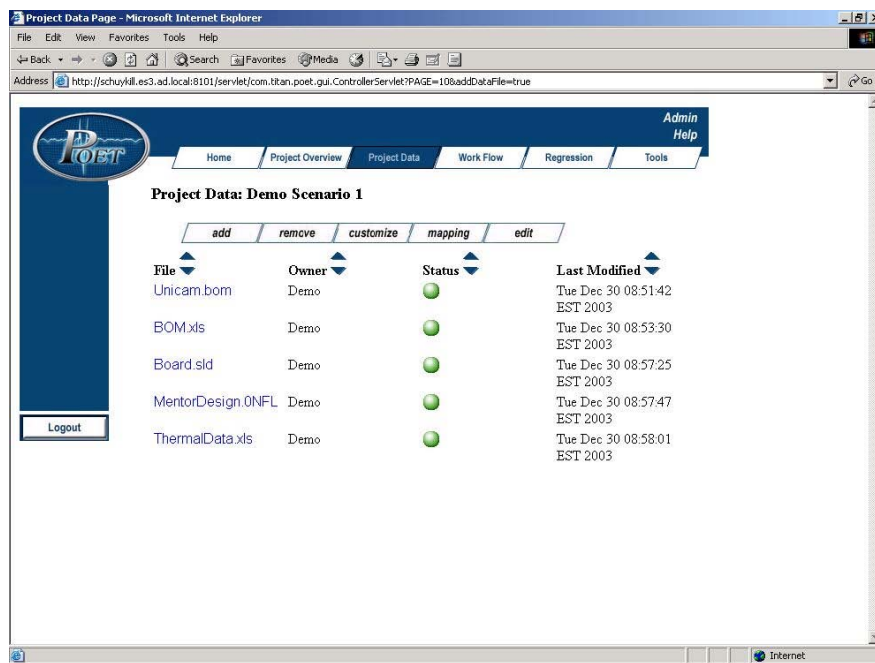 Project Data Page - Microsoft Internet Explorer
File Edit View Favorites Tools Help
Back Search Favorites Media
Address http://schuykill.es3.ad.local:8101/servlet/com.titan.poet.gui.ControllerServlet?PAGE=10&addDataFile=true Go
Admin
Help
POET
Home Project Overview Project Data Work Flow Regression Tools
Project Data: Demo Scenario 1
add remove customize mapping edit
File Owner Status Last Modified
Unicam.bom Demo Tue Dec 30 08:51:42
EST 2003
BOM.xls Demo Tue Dec 30 08:53:30
EST 2003
Board.sld Demo Tue Dec 30 08:57:25
EST 2003
MentorDesign.0NFL Demo Tue Dec 30 08:57:47
EST 2003
Logout
ThermalData.xls Demo Tue Dec 30 08:58:01
EST 2003
Internet